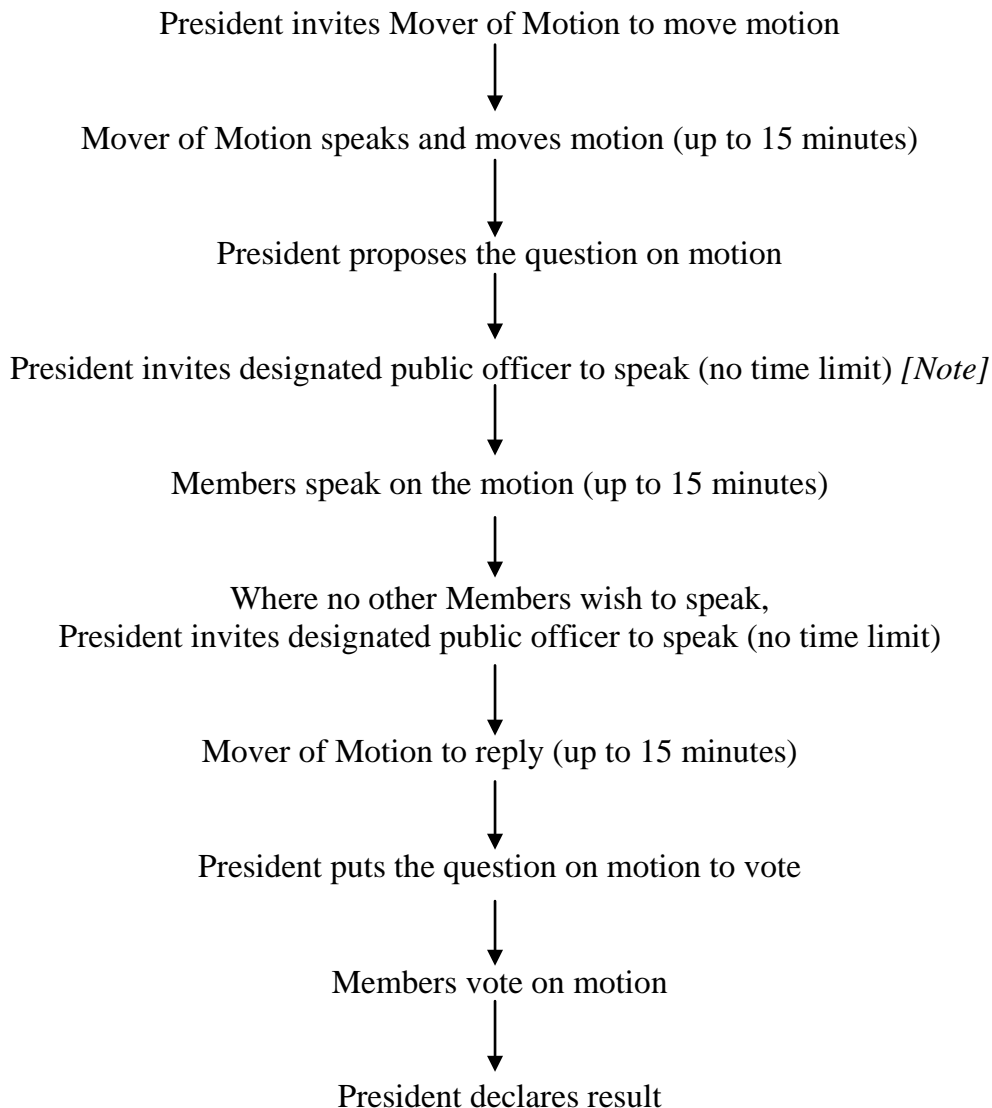 President invites Mover of Motion to move motion
Mover of Motion speaks and moves motion (up to 15 minutes)
President proposes the question on motion
President invites designated public officer to speak (no time limit) [Note]
Members speak on the motion (up to 15 minutes)
Where no other Members wish to speak,
President invites designated public officer to speak (no time limit)
Mover of Motion to reply (up to 15 minutes)
President puts the question on motion to vote
Members vote on motion
President declares result